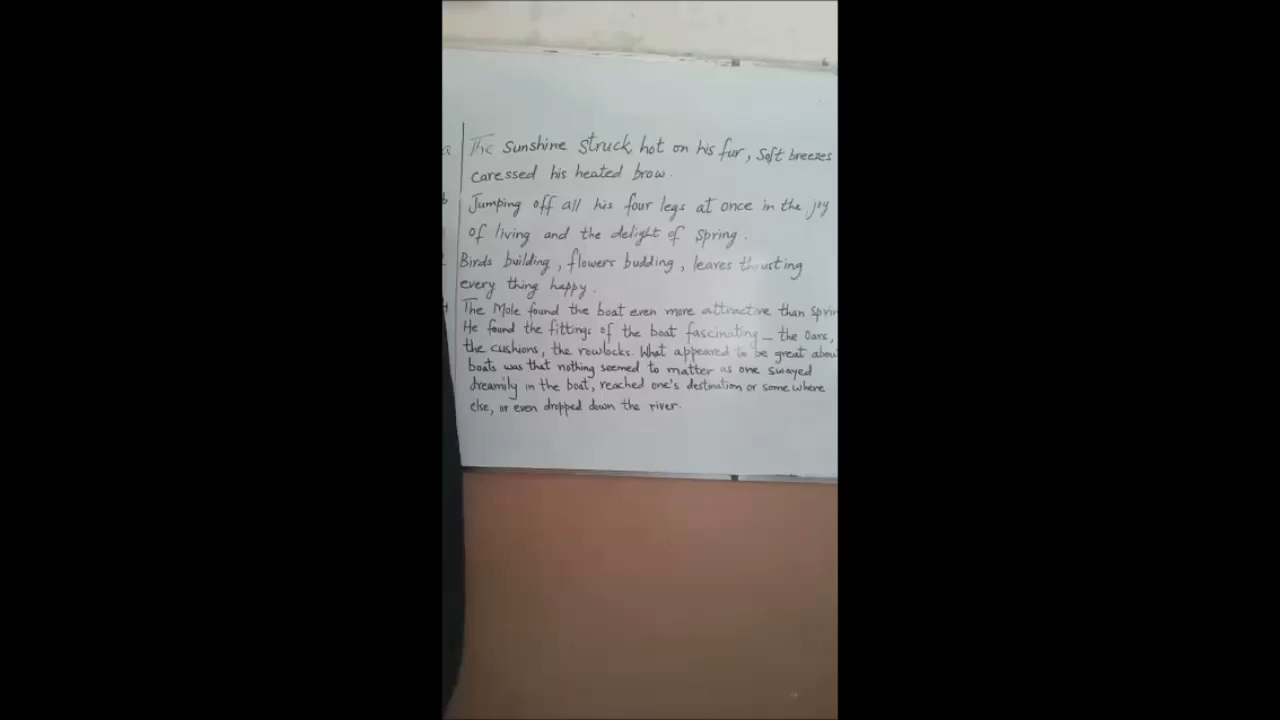 a The sunshine struck hot on his fur, soft breezes
caressed his heated brow.
b Jumping off all his four legs at once in the joy
of living and the delight of spring.
Birds building, flowers budding, leaves thrusting
every thing happy.
The Mole found the boat even more attractive than sprin
He found the fittings of the boat fascinating – the oars,
the cushions, the rowlocks. What appeared to be great abou
boats was that nothing seemed to matter as one swayed
dreamily in the boat, reached one's destination or some where
else, or even dropped down the river.